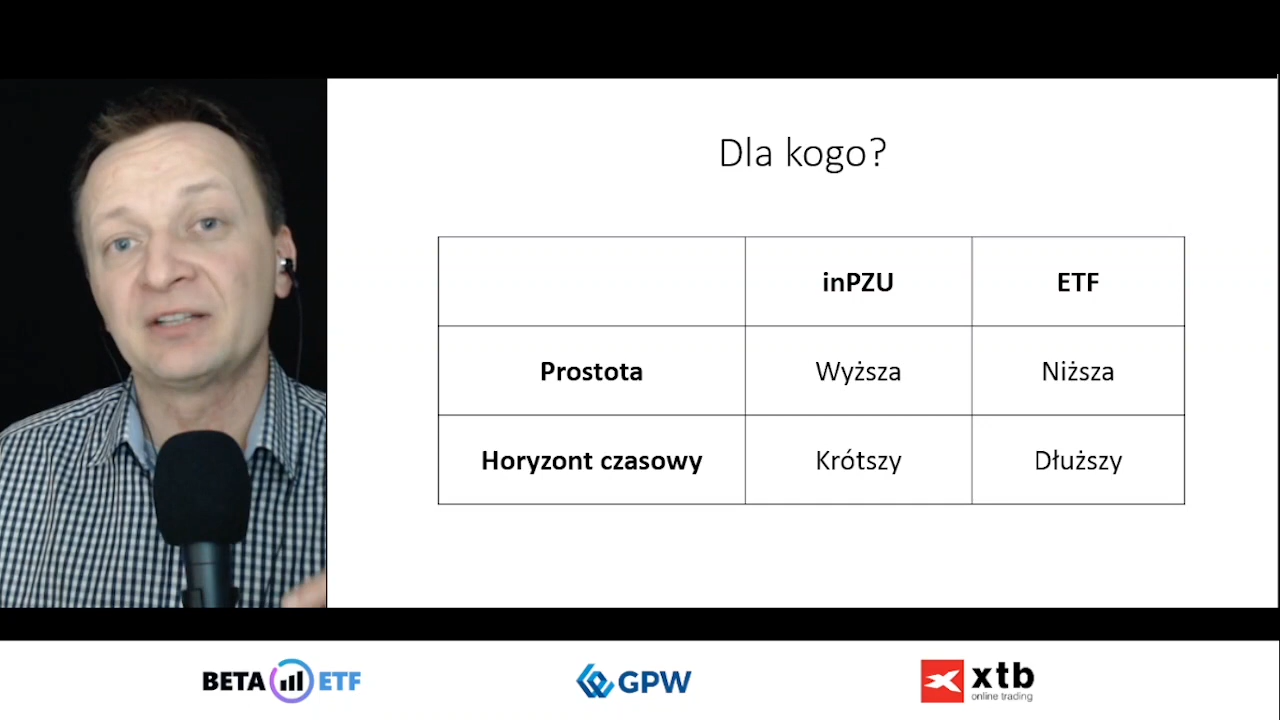 Dla kogo?
inPZU ETF
Prostota Wyższa Niższa
Horyzont czasowy Krótszy Dłuższy
BETA ETF GPW xtb
online trading